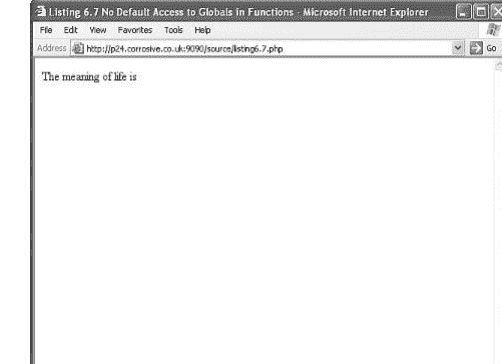 Listing 6.7 No Default Access to Globals in Functions - Microsoft Internet Explorer
File Edit View Favorites Tools Help
Address http://p24.corrosive.co.uk:9090/source/listing6.7.php Go
The meaning of life is